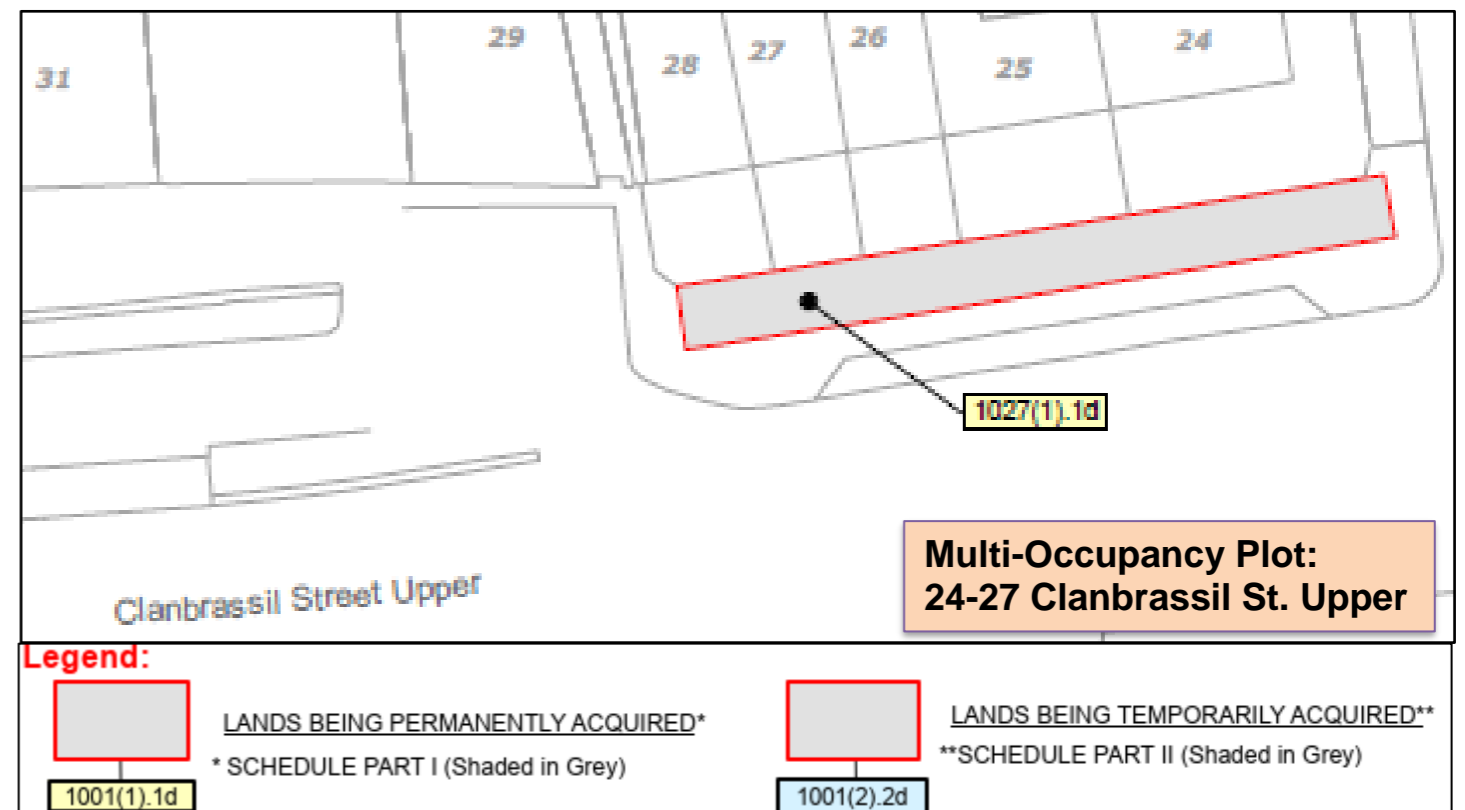 29
28
27
26
25
24
31
1027(1).1d
Multi-Occupancy Plot:
24-27 Clanbrassil St. Upper
Clanbrassil Street Upper
Legend:
LANDS BEING PERMANENTLY ACQUIRED*
* SCHEDULE PART I (Shaded in Grey)
1001(1).1d
LANDS BEING TEMPORARILY ACQUIRED**
**SCHEDULE PART II (Shaded in Grey)
1001(2).2d